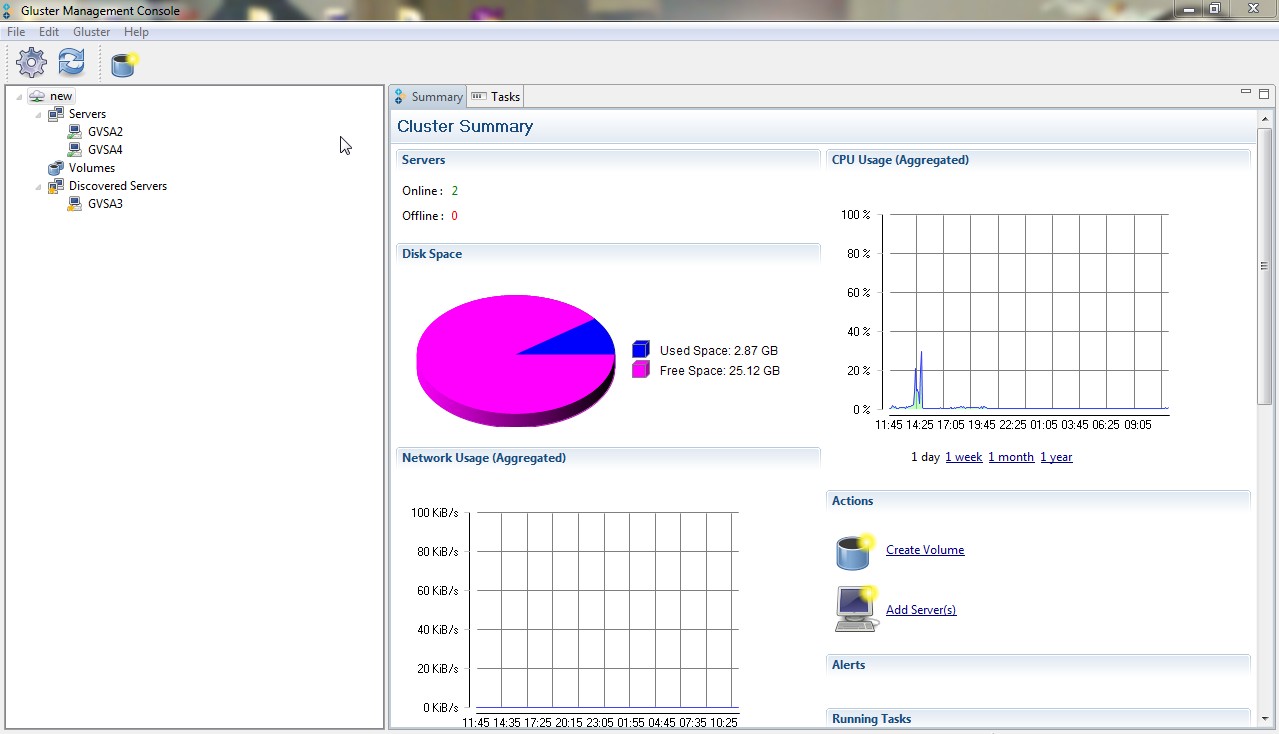 Gluster Management Console
File Edit Gluster Help
new
Servers
GVSA2
GVSA4
Volumes
Discovered Servers
GVSA3
Summary Tasks
Cluster Summary
Servers
Online : 2
Offline : 0
Disk Space
Used Space: 2.87 GB
Free Space: 25.12 GB
Network Usage (Aggregated)
100 KiB/s
80 KiB/s
60 KiB/s
40 KiB/s
20 KiB/s
0 KiB/s
11:45 14:35 17:25 20:15 23:05 01:55 04:45 07:35 10:25
CPU Usage (Aggregated)
100 %
80 %
60 %
40 %
20 %
0 %
11:45 14:25 17:05 19:45 22:25 01:05 03:45 06:25 09:05
1 day 1 week 1 month 1 year
Actions
Create Volume
Add Server(s)
Alerts
Running Tasks